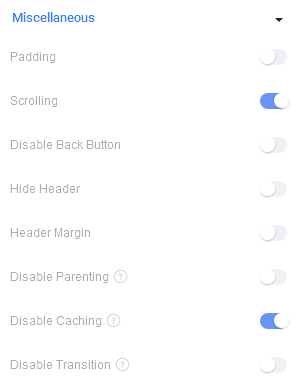 Miscellaneous
Padding
Scrolling
Disable Back Button
Hide Header
Header Margin
Disable Parenting ?
Disable Caching ?
Disable Transition ?